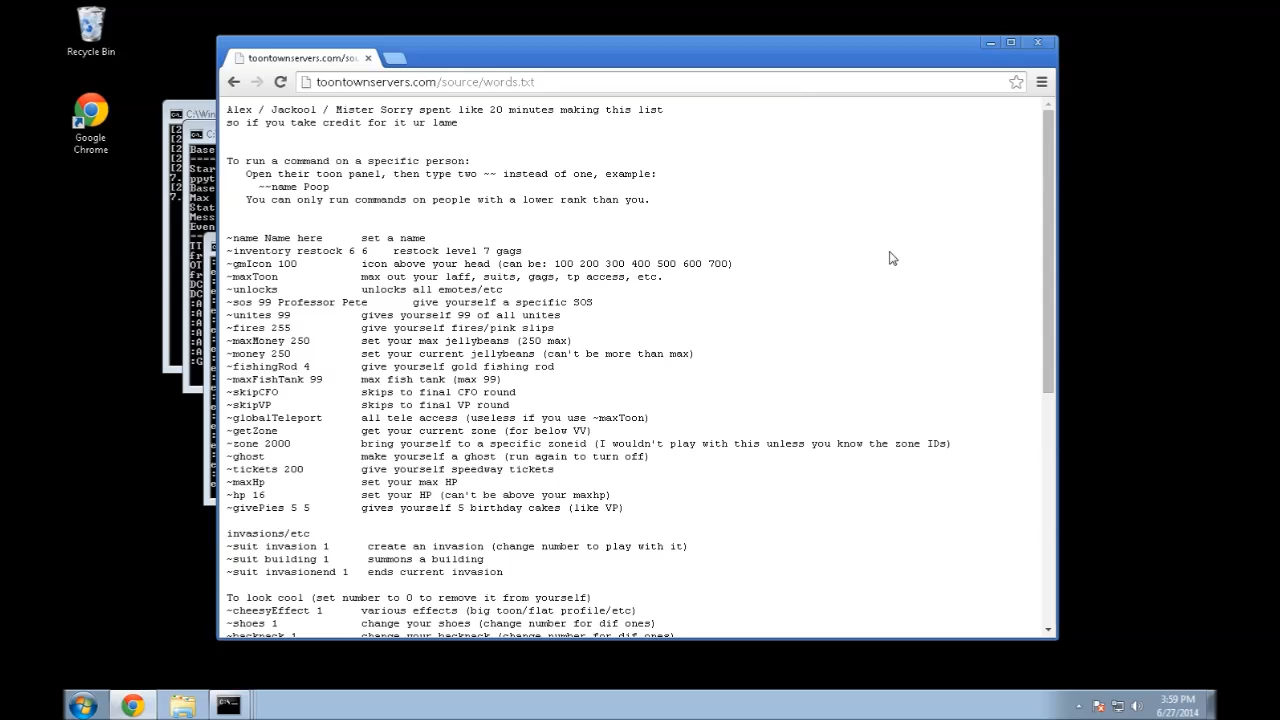 Recycle Bin
Google
Chrome
toontownservers.com/sou
toontownservers.com/source/words.txt
Alex / Jackool / Mister Sorry spent like 20 minutes making this list
so if you take credit for it ur lame
To run a command on a specific person:
Open their toon panel, then type two ~~ instead of one, example:
~~name Poop
You can only run commands on people with a lower rank than you.
~name Name here set a name
~inventory restock 6 6 restock level 7 gags
~gmIcon 100 icon above your head (can be: 100 200 300 400 500 600 700)
~maxToon max out your laff, suits, gags, tp access, etc.
~unlocks unlocks all emotes/etc
~sos 99 Professor Pete give yourself a specific SOS
~unites 99 gives yourself 99 of all unites
~fires 255 give yourself fires/pink slips
~maxMoney 250 set your max jellybeans (250 max)
~money 250 set your current jellybeans (can't be more than max)
~fishingRod 4 give yourself gold fishing rod
~maxFishTank 99 max fish tank (max 99)
~skipCFO skips to final CFO round
~skipVP skips to final VP round
~globalTeleport all tele access (useless if you use ~maxToon)
~getZone get your current zone (for below VV)
~zone 2000 bring yourself to a specific zoneid (I wouldn't play with this unless you know the zone IDs)
~ghost make yourself a ghost (run again to turn off)
~tickets 200 give yourself speedway tickets
~maxHp set your max HP
~hp 16 set your HP (can't be above your maxhp)
~givePies 5 5 gives yourself 5 birthday cakes (like VP)
invasions/etc
~suit invasion 1 create an invasion (change number to play with it)
~suit building 1 summons a building
~suit invasionend 1 ends current invasion
To look cool (set number to 0 to remove it from yourself)
~cheesyEffect 1 various effects (big toon/flat profile/etc)
~shoes 1 change your shoes (change number for dif ones)
~backpack 1 change your backpack (change number for dif ones)
3:59 PM
6/27/2014